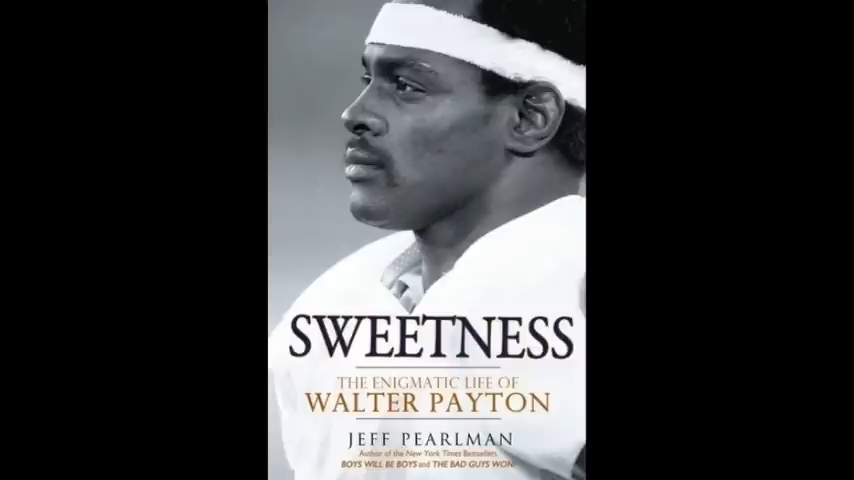 SWEETNESS
THE ENIGMATIC LIFE OF
WALTER PAYTON
JEFF PEARLMAN
Author of the New York Times Bestsellers
BOYS WILL BE BOYS and THE BAD GUYS WON!